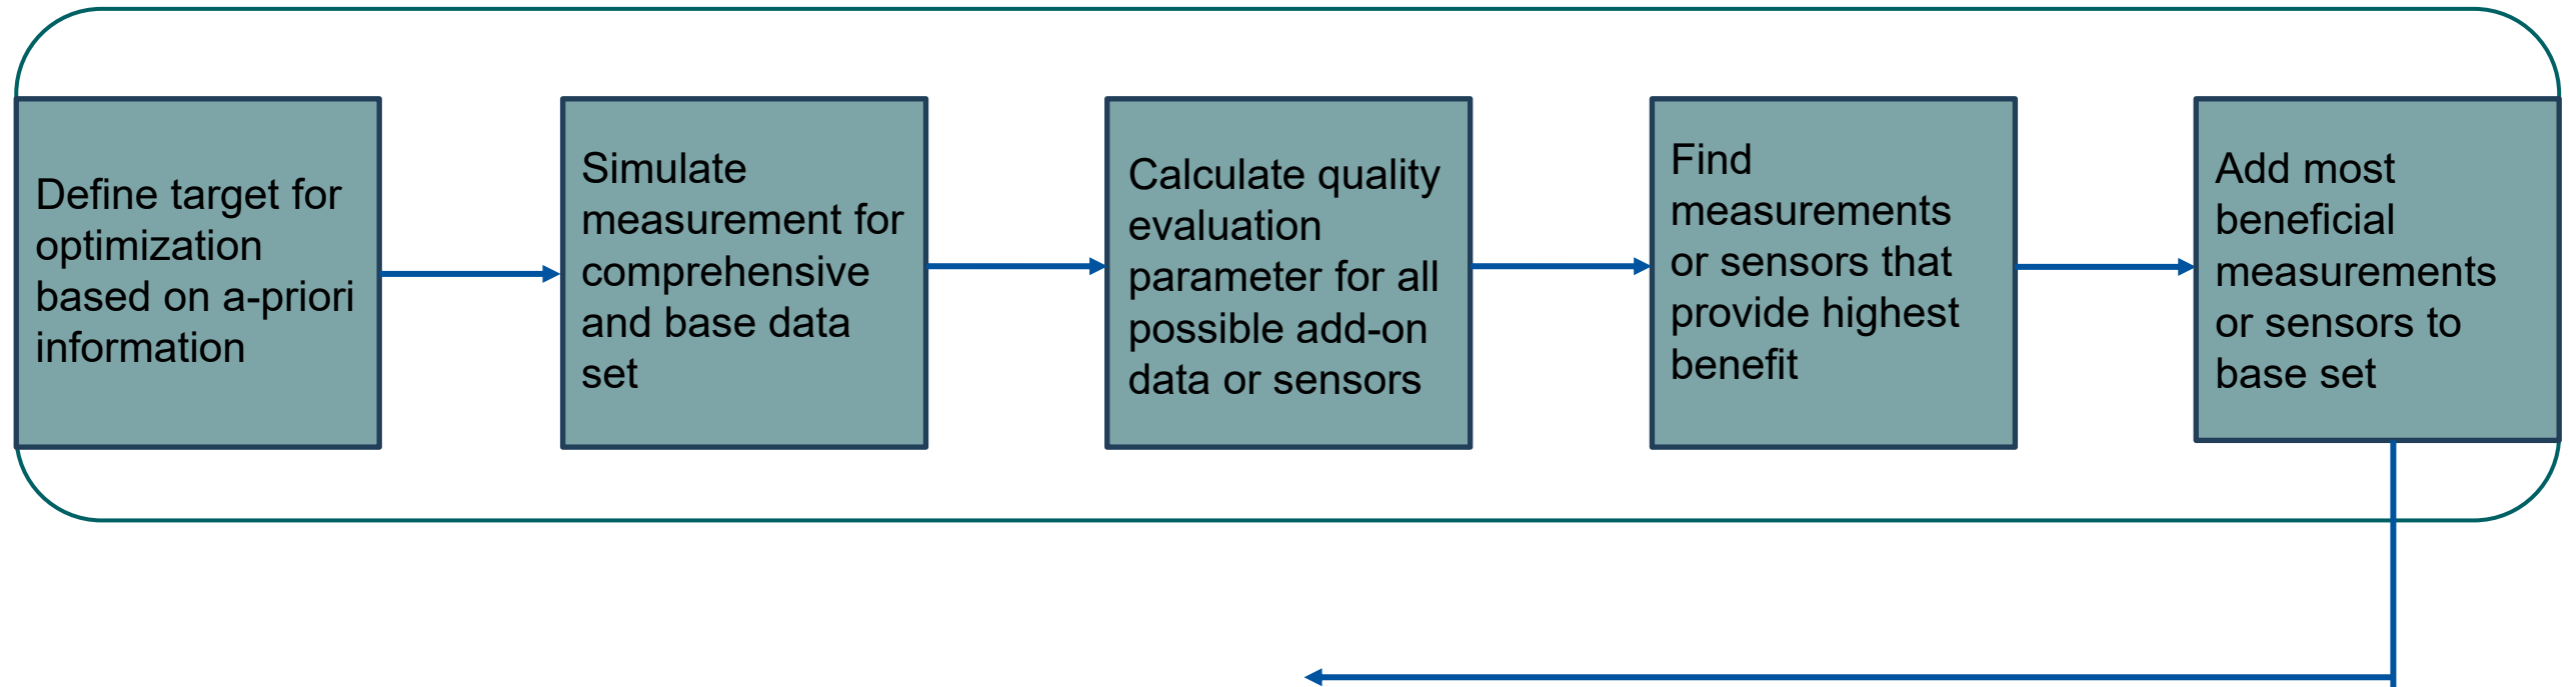 Define target for
optimization
based on a-priori
information
Simulate
measurement for
comprehensive
and base data
set
Calculate quality
evaluation
parameter for all
possible add-on
data or sensors
Find
measurements
or sensors that
provide highest
benefit
Add most
beneficial
measurements
or sensors to
base set